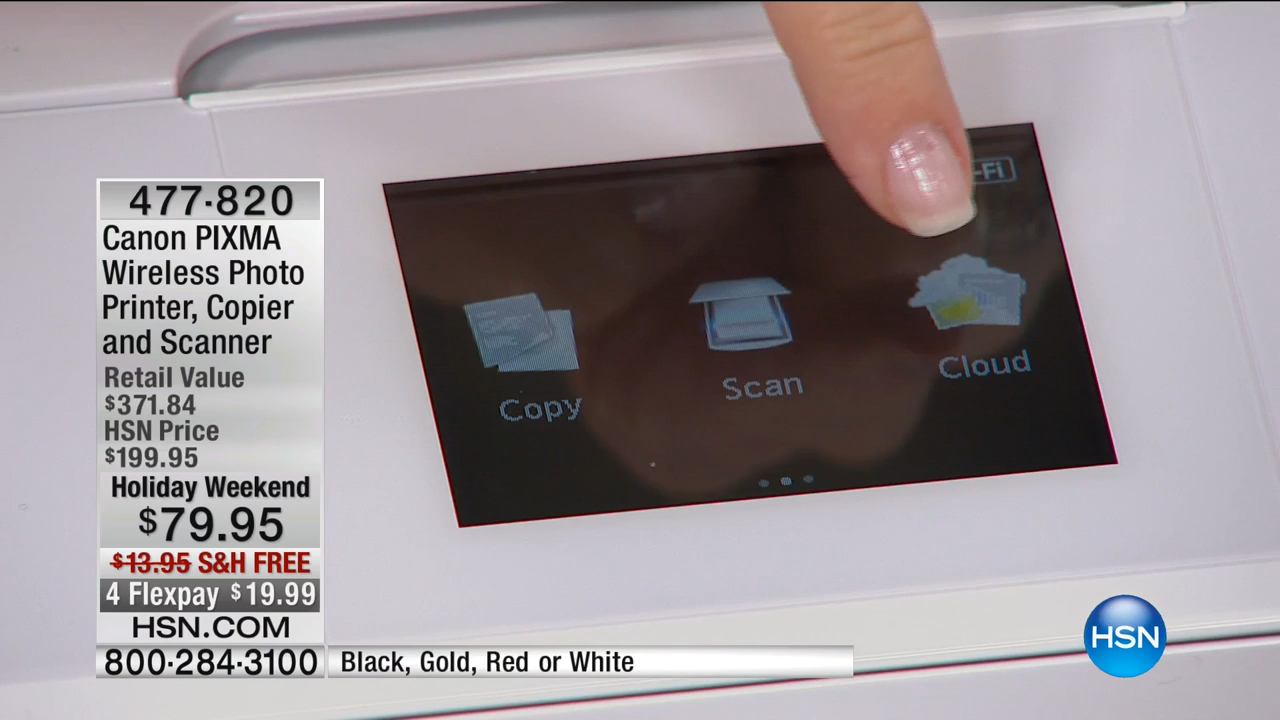 477·820
Canon PIXMA
Wireless Photo
Printer, Copier
and Scanner
Retail Value
$371.84
HSN Price
$199.95
Holiday Weekend
$79.95
$13.95 S&H FREE
4 Flexpay $19.99
HSN.COM
800·284·3100
Black, Gold, Red or White
-Fi
Copy
Scan
Cloud
HSN